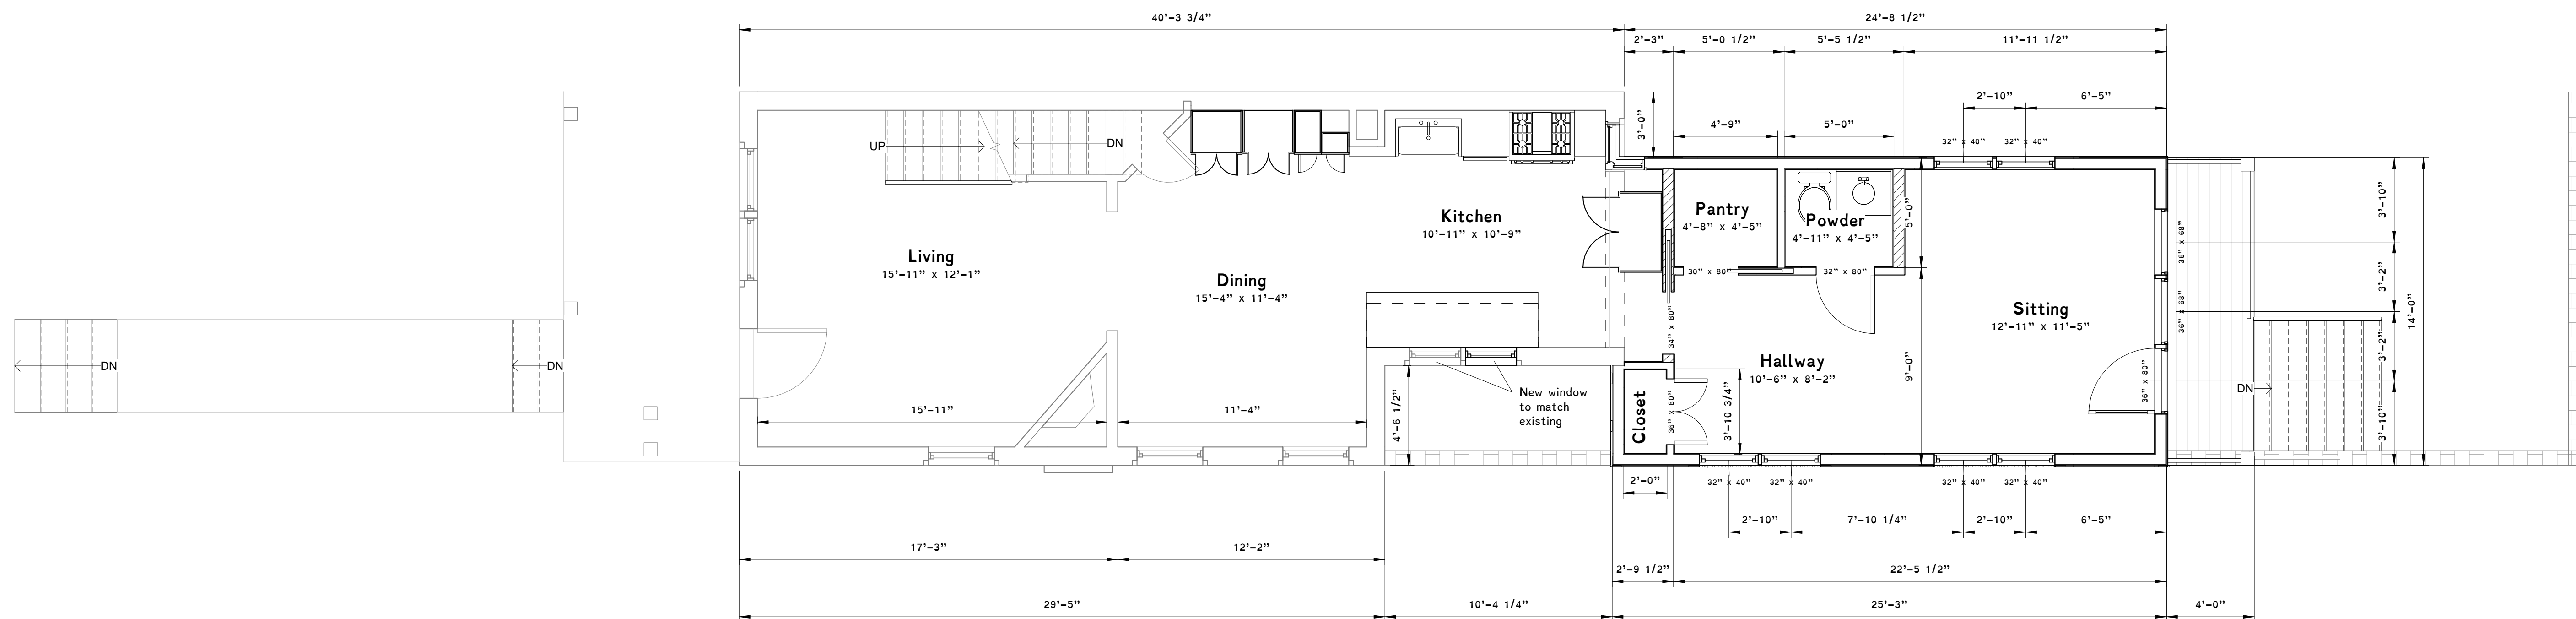 40'-3 3/4"
24'-8 1/2"
2'-3"
5'-0 1/2"
5'-5 1/2"
11'-11 1/2"
2'-10"
6'-5"
3'-0"
4'-9"
5'-0"
32" x 40"
32" x 40"
UP
DN
Living
15'-11" x 12'-1"
Dining
15'-4" x 11'-4"
Kitchen
10'-11" x 10'-9"
Pantry
4'-8" x 4'-5"
Powder
4'-11" x 4'-5"
5'-0"
30" x 80"
32" x 80"
Sitting
12'-11" x 11'-5"
36" x 68"
36" x 68"
3'-10"
3'-2"
14'-0"
3'-2"
3'-10"
34" x 80"
Hallway
10'-6" x 8'-2"
9'-0"
36" x 80"
DN
DN
DN
New window
to match
existing
Closet
36" x 80"
3'-10 3/4"
4'-6 1/2"
15'-11"
11'-4"
2'-0"
32" x 40"
32" x 40"
32" x 40"
32" x 40"
2'-10"
7'-10 1/4"
2'-10"
6'-5"
17'-3"
12'-2"
2'-9 1/2"
22'-5 1/2"
29'-5"
10'-4 1/4"
25'-3"
4'-0"